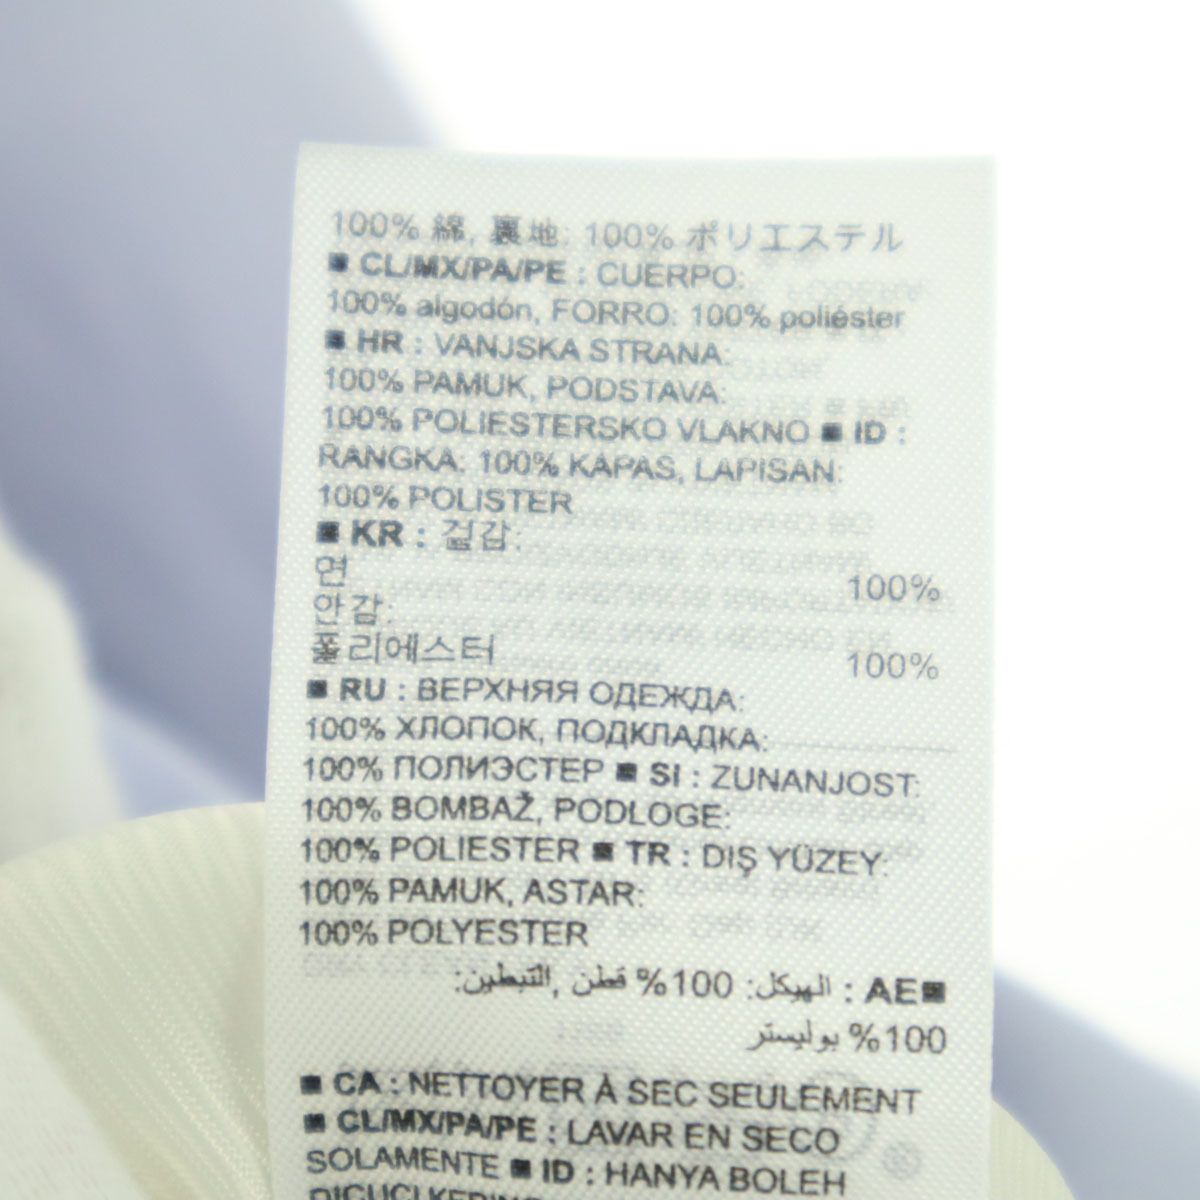 100% 綿, 裏地: 100% ポリエステル
■ CL/MX/PA/PE : CUERPO:
100% algodón, FORRO: 100% poliéster
■ HR : VANJSKA STRANA:
100% PAMUK, PODSTAVA:
100% POLIESTERSKO VLAKNO ■ ID :
RANGKA: 100% KAPAS, LAPISAN:
100% POLISTER
■ KR : 겉감:
면 100%
안감:
폴리에스터 100%
■ RU : ВЕРХНЯЯ ОДЕЖДА:
100% ХЛОПОК, ПОДКЛАДКА:
100% ПОЛИЭСТЕР ■ SI : ZUNANJOST:
100% BOMBAŽ, PODLOGE:
100% POLIESTER ■ TR : DIŞ YÜZEY:
100% PAMUK, ASTAR:
100% POLYESTER
■AE : الهيكل: 100% قطن ,التبطين:
100% بوليستر
■ CA : NETTOYER À SEC SEULEMENT
■ CL/MX/PA/PE : LAVAR EN SECO
SOLAMENTE ■ ID : HANYA BOLEH